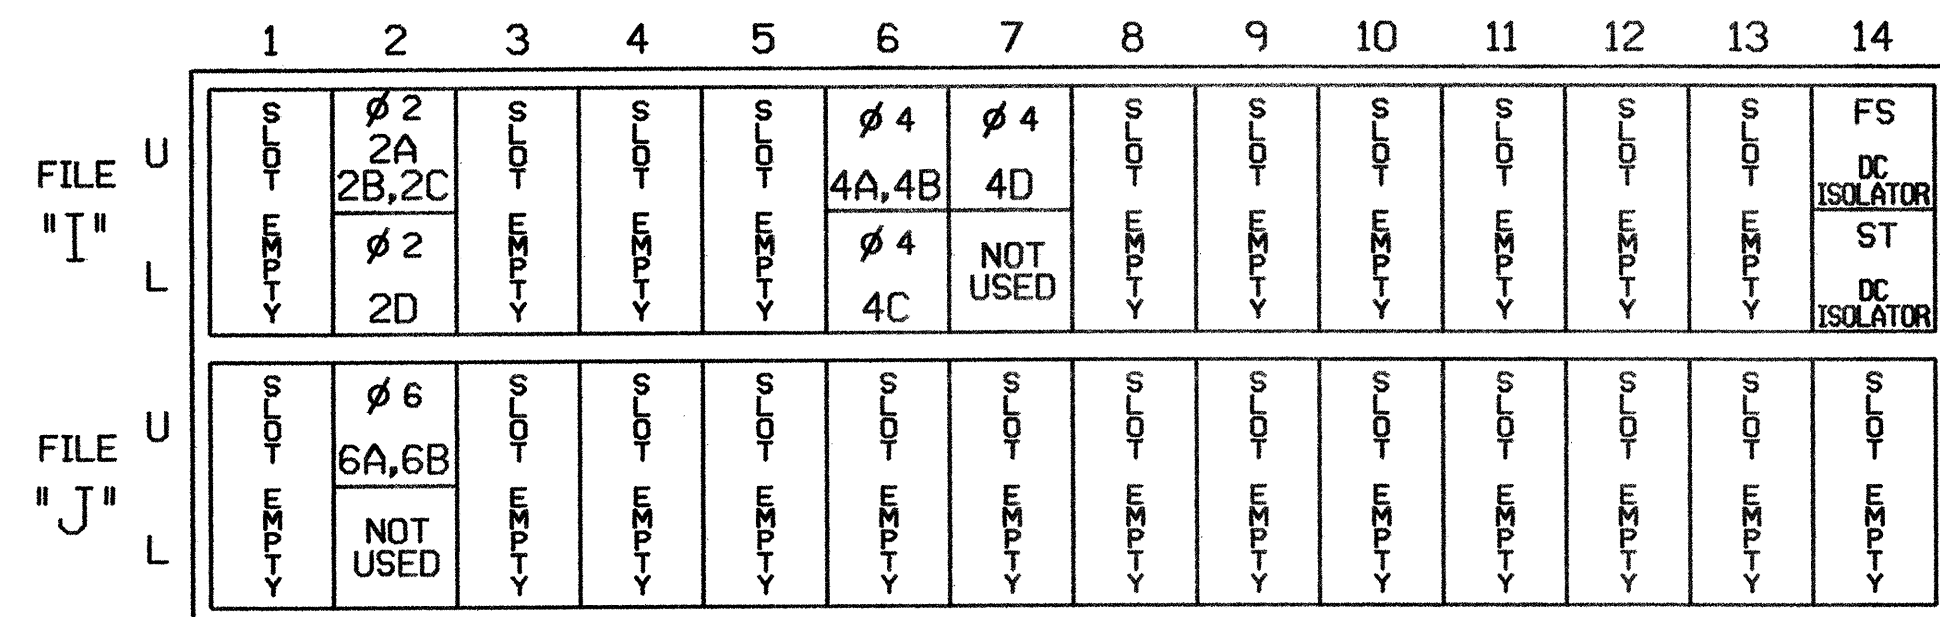 1 2 3 4 5 6 7 8 9 10 11 12 13 14
FILE "I"
U
L
SLOT EMPTY
Ø 2
2A
2B,2C
Ø 2
2D
SLOT EMPTY
SLOT EMPTY
SLOT EMPTY
Ø 4
4A,4B
Ø 4
4C
Ø 4
4D
NOT
USED
SLOT EMPTY
SLOT EMPTY
SLOT EMPTY
SLOT EMPTY
SLOT EMPTY
SLOT EMPTY
FS
DC
ISOLATOR
ST
DC
ISOLATOR
FILE "J"
U
L
SLOT EMPTY
Ø 6
6A,6B
NOT
USED
SLOT EMPTY
SLOT EMPTY
SLOT EMPTY
SLOT EMPTY
SLOT EMPTY
SLOT EMPTY
SLOT EMPTY
SLOT EMPTY
SLOT EMPTY
SLOT EMPTY
SLOT EMPTY
SLOT EMPTY